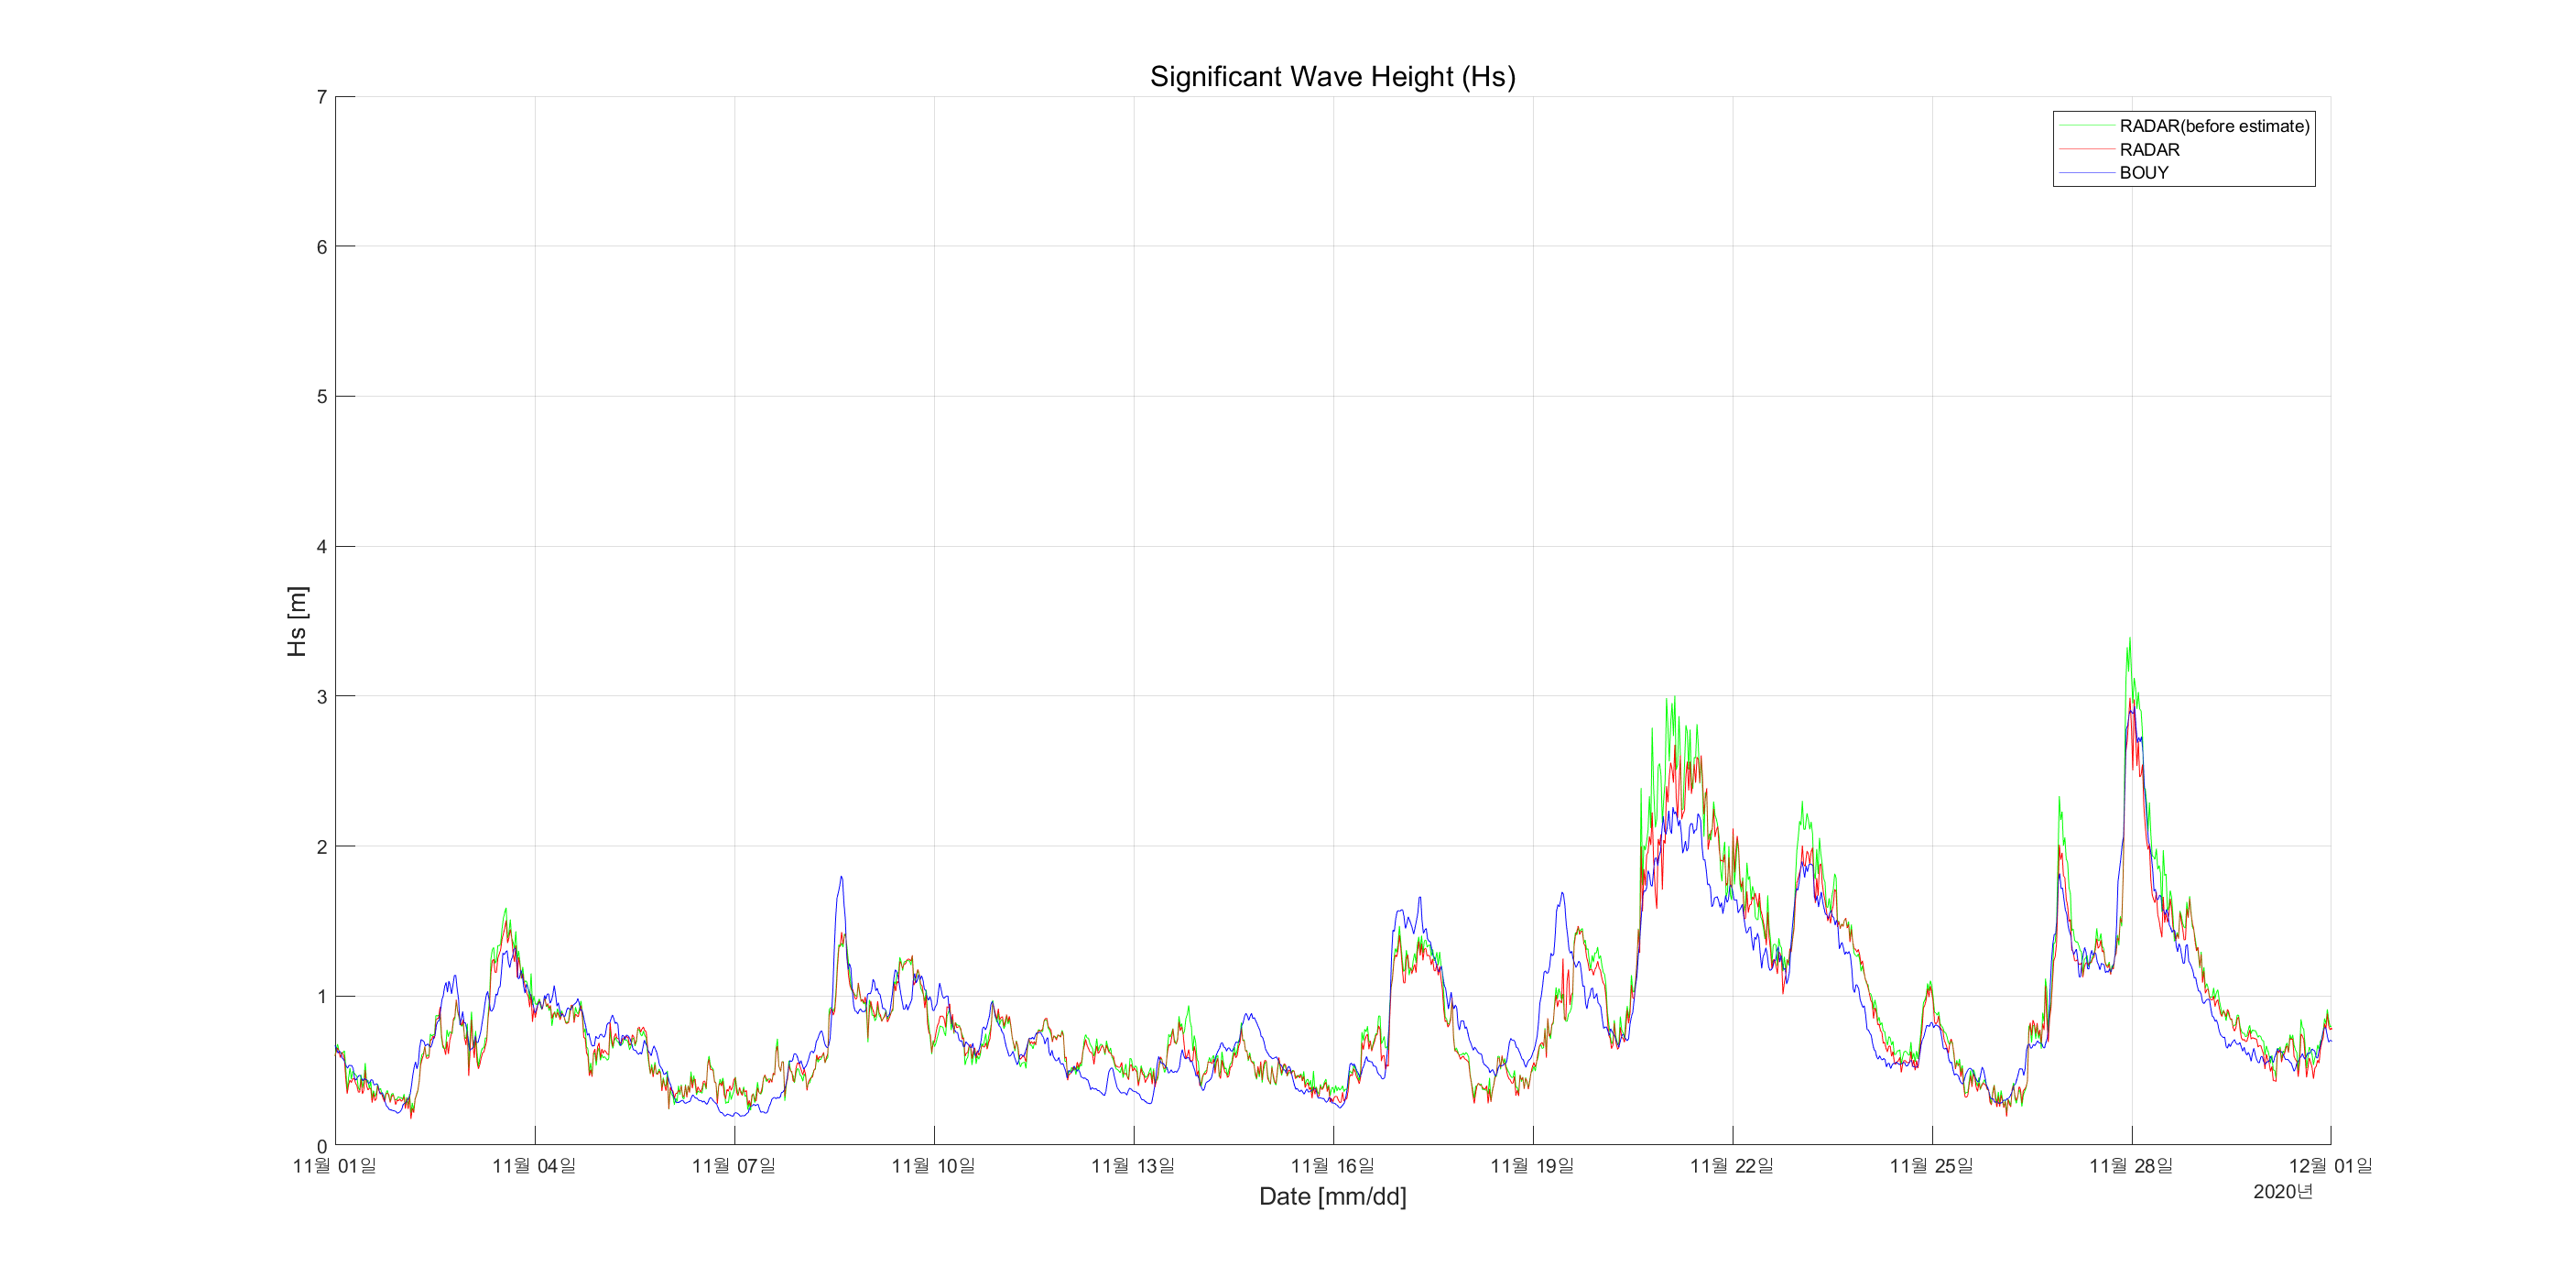 Significant Wave Height (Hs)
RADAR(before estimate)
RADAR
BOUY
7
6
5
4
3
2
1
0
Hs [m]
11월 01일 11월 04일 11월 07일 11월 10일 11월 13일 11월 16일 11월 19일 11월 22일 11월 25일 11월 28일 12월 01일
2020년
Date [mm/dd]